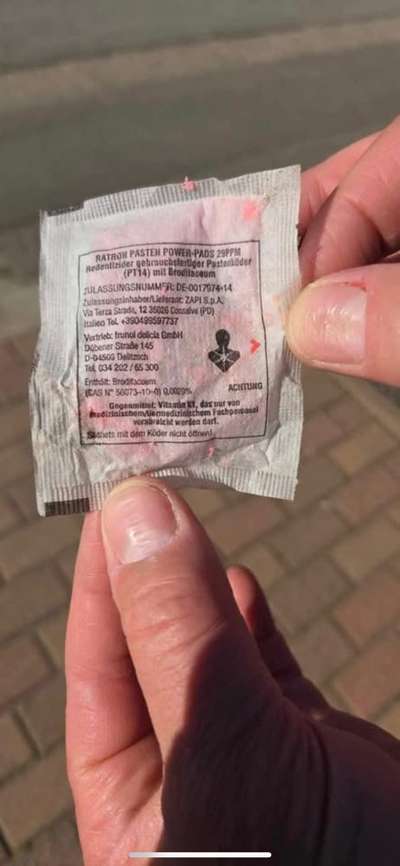 RATRON PASTEN POWER-PADS 29PPM
Rodentizider gebrauchsfertiger Pastenköder
(PT14) mit Brodifacoum
ZULASSUNGSNUMMER: DE-0017974-14
Zulassungsinhaber/Lieferant: ZAPI S.p.A.
Via Terza Strada, 12 35026 Conselve (PD)
Italien Tel. +390499597737
Vertrieb: frunol delicia GmbH
Dübener Straße 145
D-04509 Delitzsch
Tel. 034 202 / 65 300
Enthält: Brodifacoum
(CAS N° 56073-10-0) 0,0029%
ACHTUNG
Gegenmittel: Vitamin K1, das nur von
medizinischem/tiermedizinischem Fachpersonal
verabreicht werden darf.
Sachets mit dem Köder nicht öffnen!